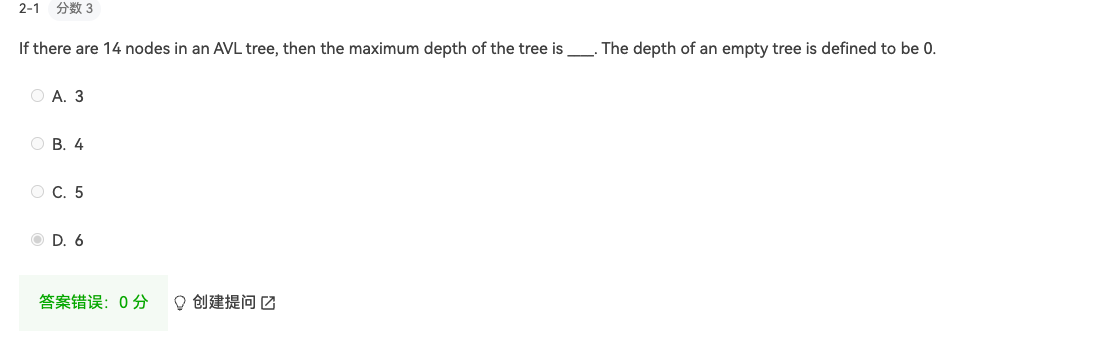 2-1 分数 3
If there are 14 nodes in an AVL tree, then the maximum depth of the tree is ____. The depth of an empty tree is defined to be 0.
A. 3
B. 4
C. 5
D. 6
答案错误：0 分 创建提问